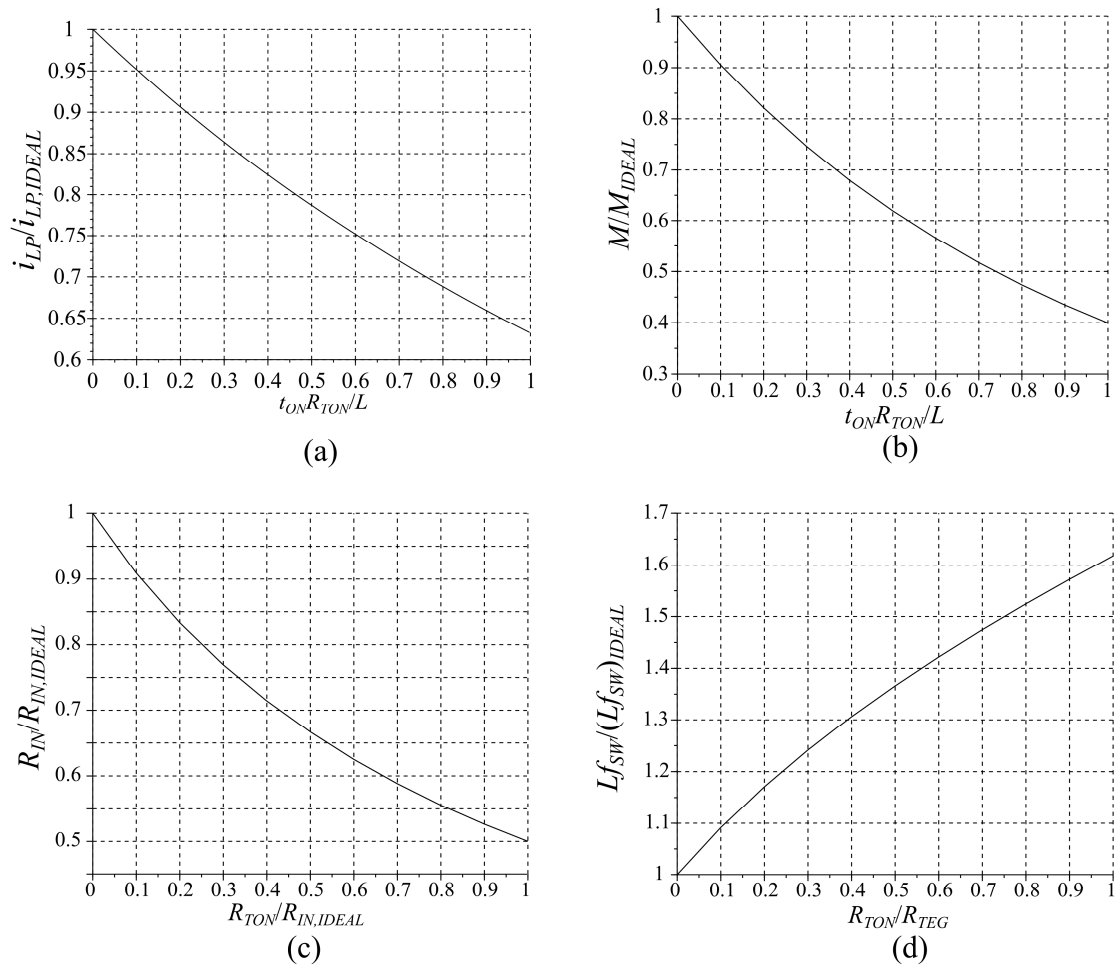 1
0.95
0.9
0.85
0.8
0.75
0.7
0.65
0.6
i_LP/i_LP,IDEAL
0 0.1 0.2 0.3 0.4 0.5 0.6 0.7 0.8 0.9 1
t_ON R_TON/L
(a)
1
0.9
0.8
0.7
0.6
0.5
0.4
0.3
M/M_IDEAL
0 0.1 0.2 0.3 0.4 0.5 0.6 0.7 0.8 0.9 1
t_ON R_TON/L
(b)
1
0.9
0.8
0.7
0.6
0.5
R_IN/R_IN,IDEAL
0 0.1 0.2 0.3 0.4 0.5 0.6 0.7 0.8 0.9 1
R_TON/R_IN,IDEAL
(c)
1.7
1.6
1.5
1.4
1.3
1.2
1.1
1
Lf_SW/(Lf_SW)_IDEAL
0 0.1 0.2 0.3 0.4 0.5 0.6 0.7 0.8 0.9 1
R_TON/R_TEG
(d)